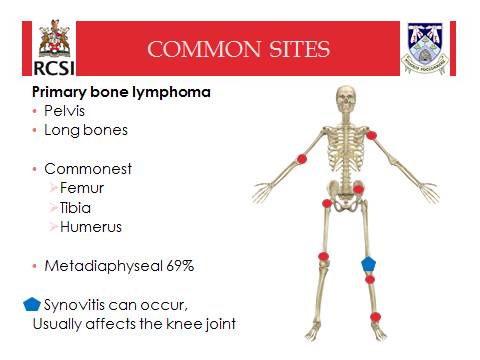 COMMON SITES
RCSI
Primary bone lymphoma
• Pelvis
• Long bones
• Commonest
Femur
Tibia
Humerus
• Metadiaphyseal 69%
Synovitis can occur,
Usually affects the knee joint